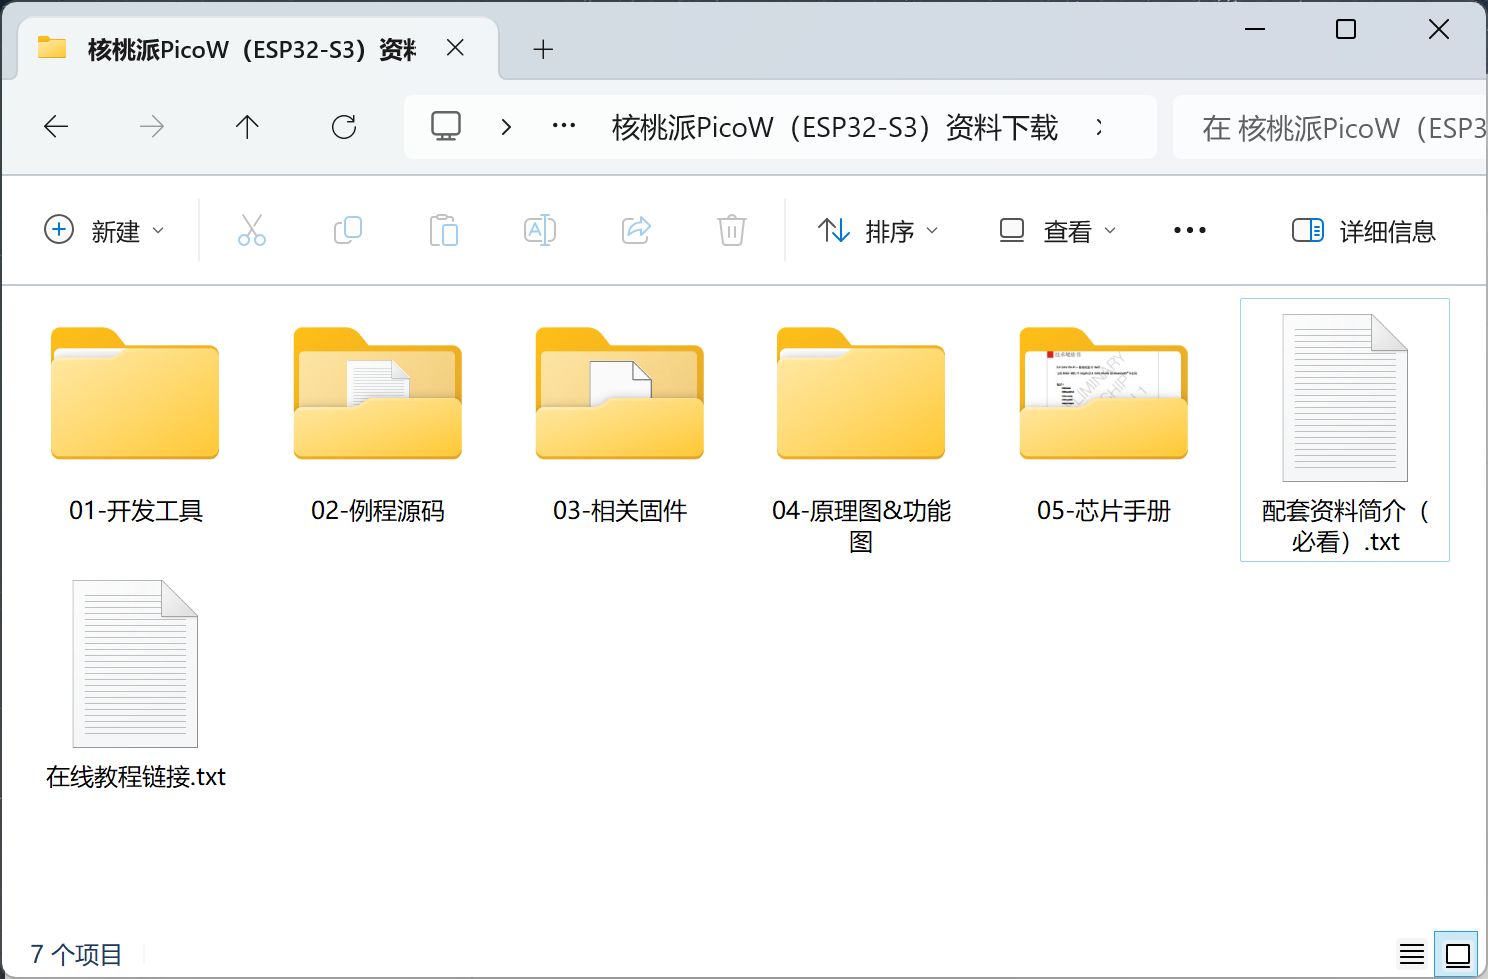 核桃派PicoW（ESP32-S3）资料
核桃派PicoW（ESP32-S3）资料下载
在 核桃派PicoW（ESP3
新建
排序
查看
详细信息
01-开发工具
02-例程源码
03-相关固件
04-原理图&功能
图
05-芯片手册
配套资料简介（
必看）.txt
在线教程链接.txt
7 个项目